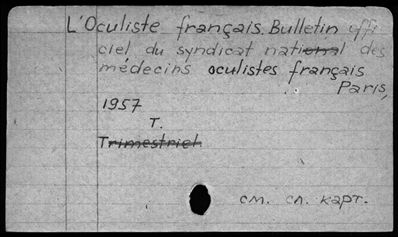 L'Oculiste français. Bulletin offi
ciel du syndicat national des
médecins oculistes français
Paris,
1957
T.
Trimestriel.
см. сл. карт.